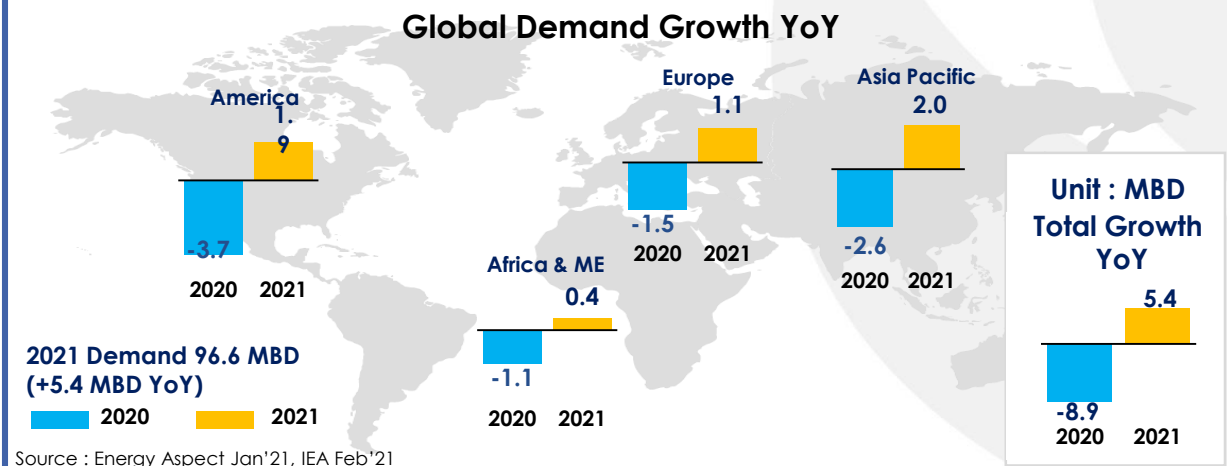 Global Demand Growth YoY
America
1.
9
-3.7
2020 2021
Europe
1.1
-1.5
2020 2021
Asia Pacific
2.0
-2.6
2020 2021
Africa & ME
0.4
-1.1
2020 2021
Unit : MBD
Total Growth
YoY
5.4
-8.9
2020 2021
2021 Demand 96.6 MBD
(+5.4 MBD YoY)
2020 2021
Source : Energy Aspect Jan'21, IEA Feb'21